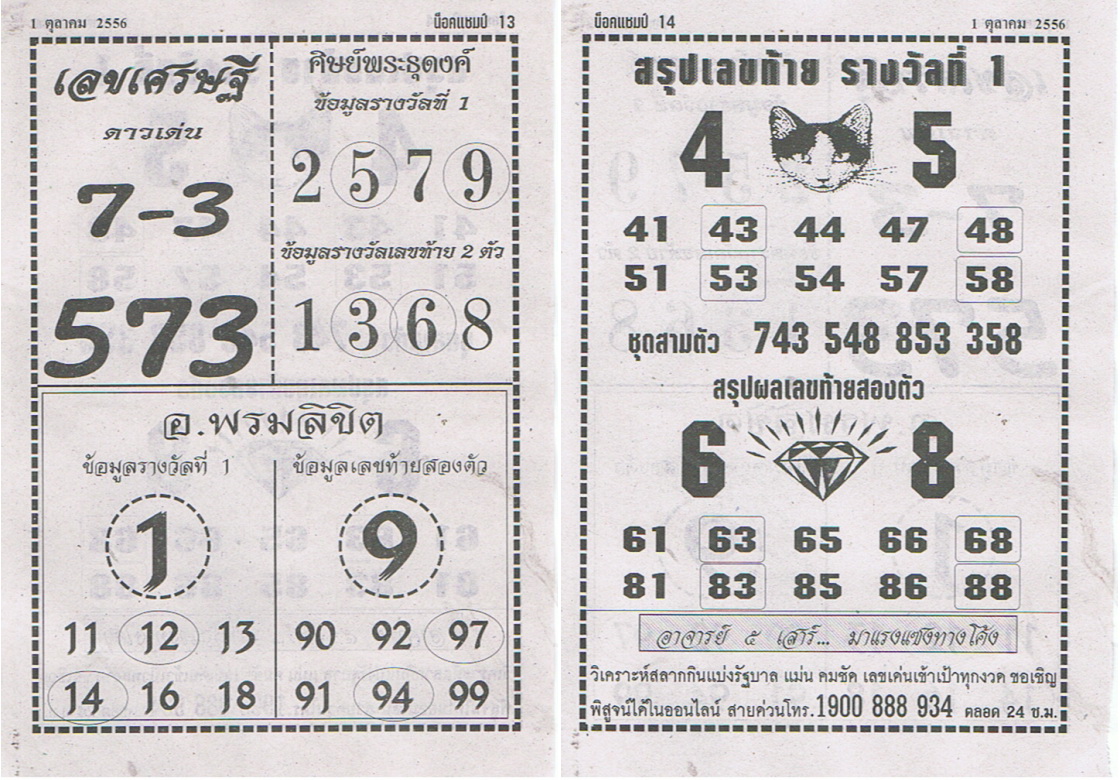 1 ตุลาคม 2556
น็อคแชมป์ 13
เลขเศรษฐี
ดาวเด่น
7-3
573
ศิษย์พระธุดงค์
ข้อมูลรางวัลที่ 1
2 5 7 9
ข้อมูลรางวัลเลขท้าย 2 ตัว
1 3 6 8
อ.พรมลิขิต
ข้อมูลรางวัลที่ 1
1
11 12 13
14 16 18
ข้อมูลเลขท้ายสองตัว
9
90 92 97
91 94 99
น็อคแชมป์ 14
1 ตุลาคม 2556
สรุปเลขท้าย รางวัลที่ 1
4 5
41 43 44 47 48
51 53 54 57 58
ชุดสามตัว 743 548 853 358
สรุปผลเลขท้ายสองตัว
6 8
61 63 65 66 68
81 83 85 86 88
อาจารย์ ๕ เสาร์... มาแรงแซงทางโค้ง
วิเคราะห์สลากกินแบ่งรัฐบาล แม่น คมชัด เลขเด่นเข้าเป้าทุกงวด ขอเชิญ
พิสูจน์ได้ในออนไลน์ สายด่วนโทร.1900 888 934 ตลอด 24 ช.ม.